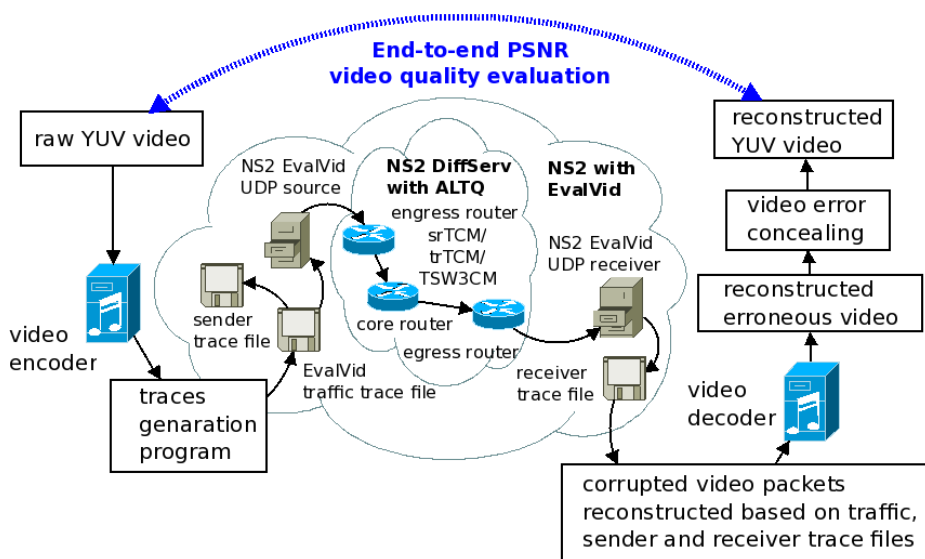 End-to-end PSNR
video quality evaluation
raw YUV video
reconstructed
YUV video
NS2 EvalVid
UDP source
NS2 DiffServ
with ALTQ
NS2 with
EvalVid
engress router
srTCM/
trTCM/
TSW3CM
video error
concealing
NS2 EvalVid
UDP receiver
reconstructed
erroneous video
sender
trace file
core router
egress router
video
encoder
EvalVid
traffic trace file
receiver
trace file
video
decoder
traces
genaration
program
corrupted video packets
reconstructed based on traffic,
sender and receiver trace files